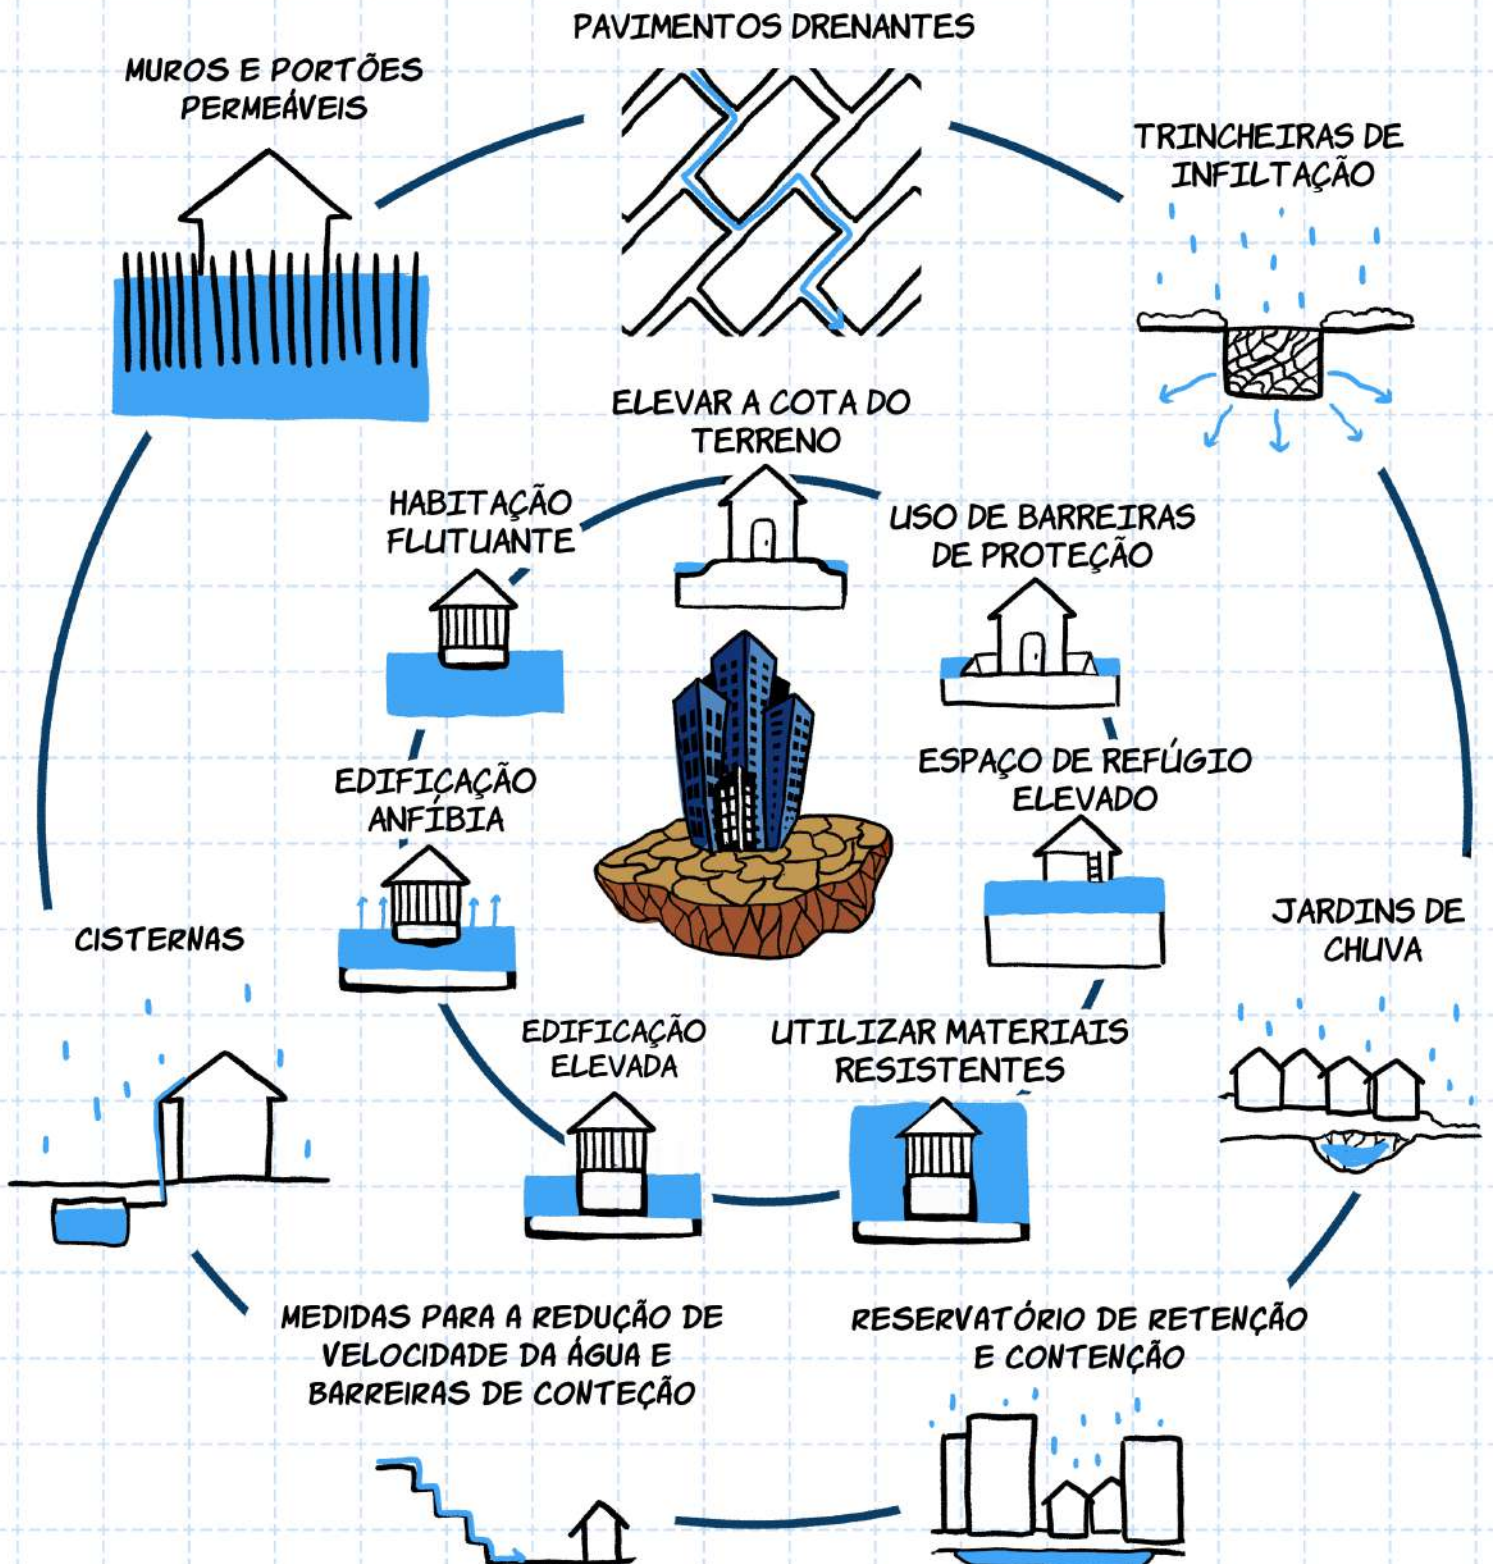 PAVIMENTOS DRENANTES
MUROS E PORTÕES
PERMEÁVEIS
TRINCHEIRAS DE
INFILTAÇÃO
ELEVAR A COTA DO
TERRENO
HABITAÇÃO
FLUTUANTE
USO DE BARREIRAS
DE PROTEÇÃO
EDIFICAÇÃO
ANFÍBIA
ESPAÇO DE REFÚGIO
ELEVADO
CISTERNAS
JARDINS DE
CHUVA
EDIFICAÇÃO
ELEVADA
UTILIZAR MATERIAIS
RESISTENTES
MEDIDAS PARA A REDUÇÃO DE
VELOCIDADE DA ÁGUA E
BARREIRAS DE CONTEÇÃO
RESERVATÓRIO DE RETENÇÃO
E CONTENÇÃO